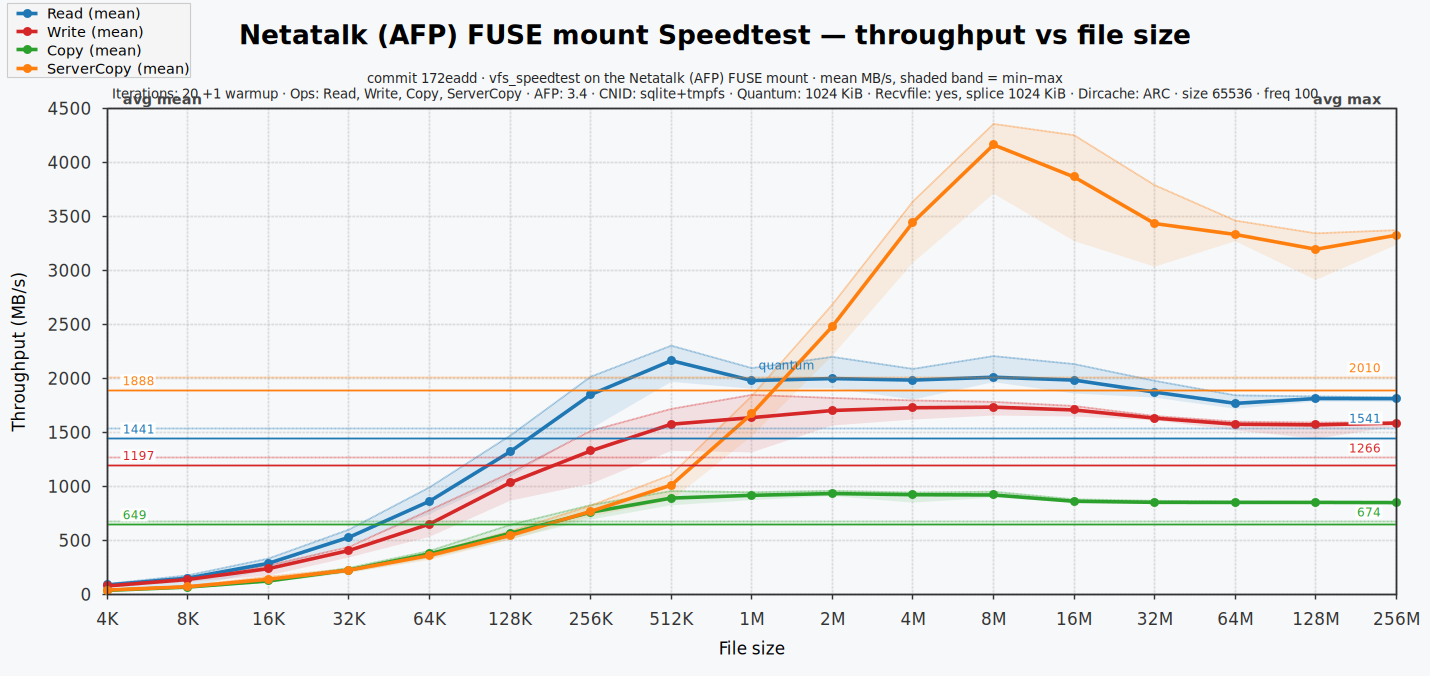 Read (mean)
Write (mean)
Copy (mean)
ServerCopy (mean)
Netatalk (AFP) FUSE mount Speedtest — throughput vs file size
commit 172eadd · vfs_speedtest on the Netatalk (AFP) FUSE mount · mean MB/s, shaded band = min–max
Iterations: 20 +1 warmup · Ops: Read, Write, Copy, ServerCopy · AFP: 3.4 · CNID: sqlite+tmpfs · Quantum: 1024 KiB · Recvfile: yes, splice 1024 KiB · Dircache: ARC · size 65536 · freq 100
avg mean
avg max
4500
4000
3500
3000
2500
2000
1500
1000
500
0
Throughput (MB/s)
quantum
1888
2010
1441
1541
1197
1266
649
674
4K 8K 16K 32K 64K 128K 256K 512K 1M 2M 4M 8M 16M 32M 64M 128M 256M
File size